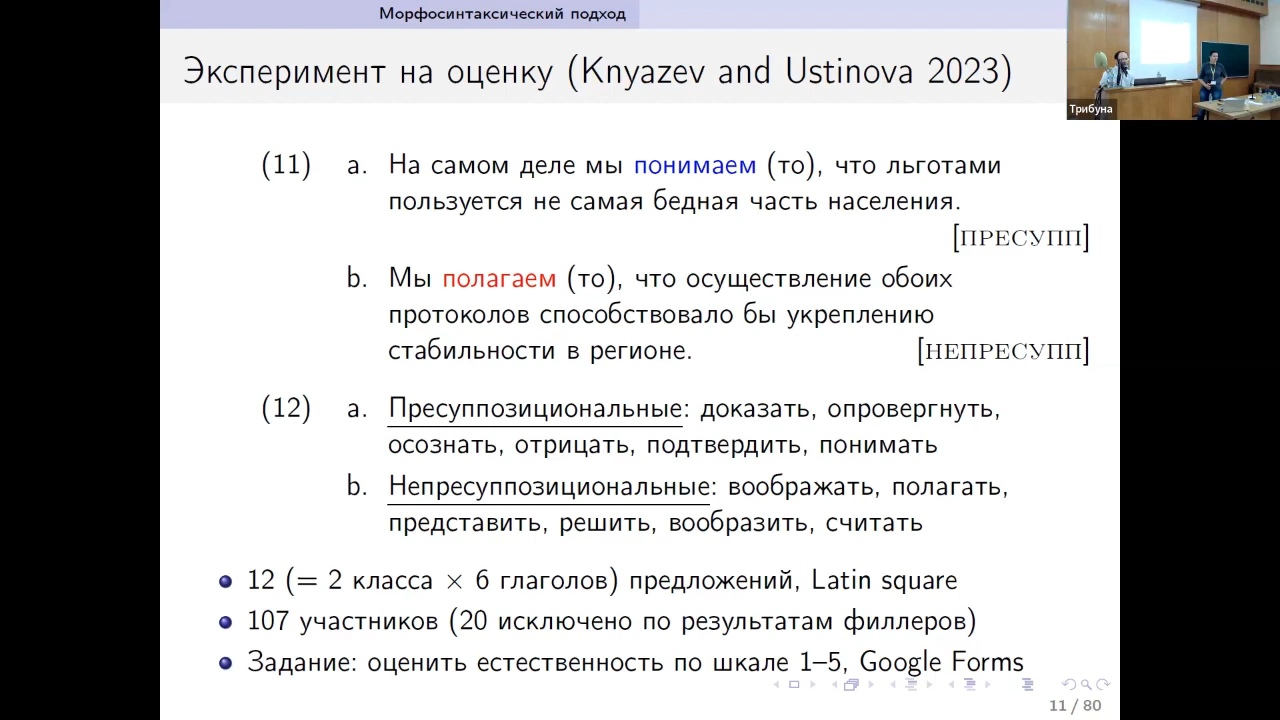 Морфосинтаксический подход
Эксперимент на оценку (Knyazev and Ustinova 2023)
Трибуна
(11) a. На самом деле мы понимаем (то), что льготами
пользуется не самая бедная часть населения.
[ПРЕСУПП]
b. Мы полагаем (то), что осуществление обоих
протоколов способствовало бы укреплению
стабильности в регионе. [НЕПРЕСУПП]
(12) a. Пресуппозициональные: доказать, опровергнуть,
осознать, отрицать, подтвердить, понимать
b. Непресуппозициональные: воображать, полагать,
представить, решить, вообразить, считать
12 (= 2 класса × 6 глаголов) предложений, Latin square
107 участников (20 исключено по результатам филлеров)
Задание: оценить естественность по шкале 1–5, Google Forms
11 / 80